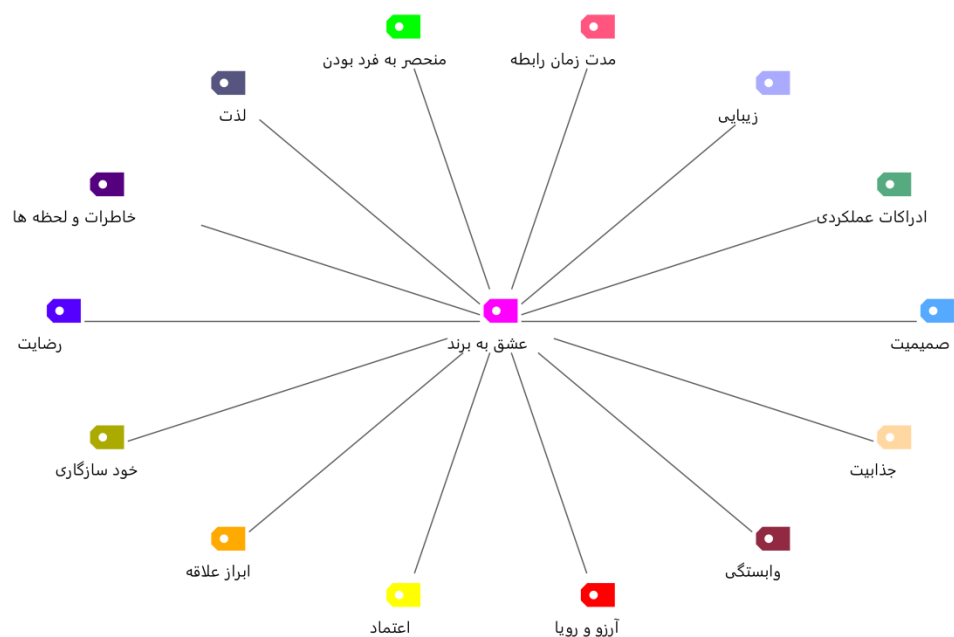 مدت زمان رابطه
منحصر به فرد بودن
زیبایی
لذت
ادراکات عملکردی
خاطرات و لحظه ها
صمیمیت
عشق به برند
رضایت
جذابیت
خود سازگاری
وابستگی
ابراز علاقه
آرزو و رویا
اعتماد